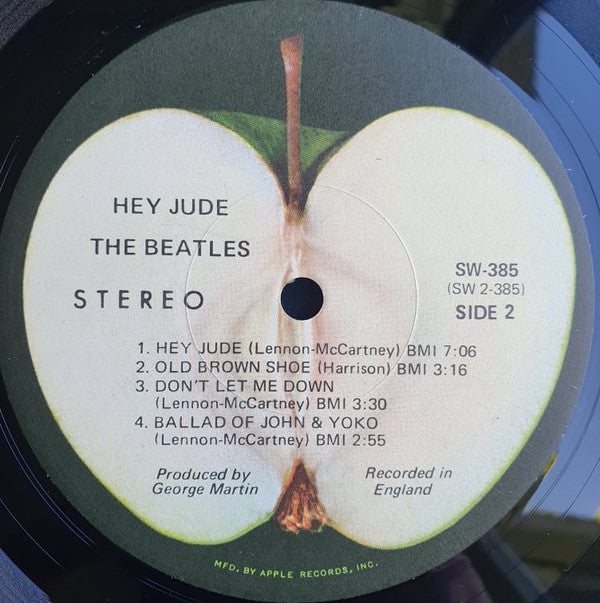 HEY JUDE
THE BEATLES
STEREO
SW-385
(SW 2-385)
SIDE 2
1. HEY JUDE (Lennon-McCartney) BMI 7:06
2. OLD BROWN SHOE (Harrison) BMI 3:16
3. DON'T LET ME DOWN
(Lennon-McCartney) BMI 3:30
4. BALLAD OF JOHN & YOKO
(Lennon-McCartney) BMI 2:55
Produced by
George Martin
Recorded in
England
MFD. BY APPLE RECORDS, INC.